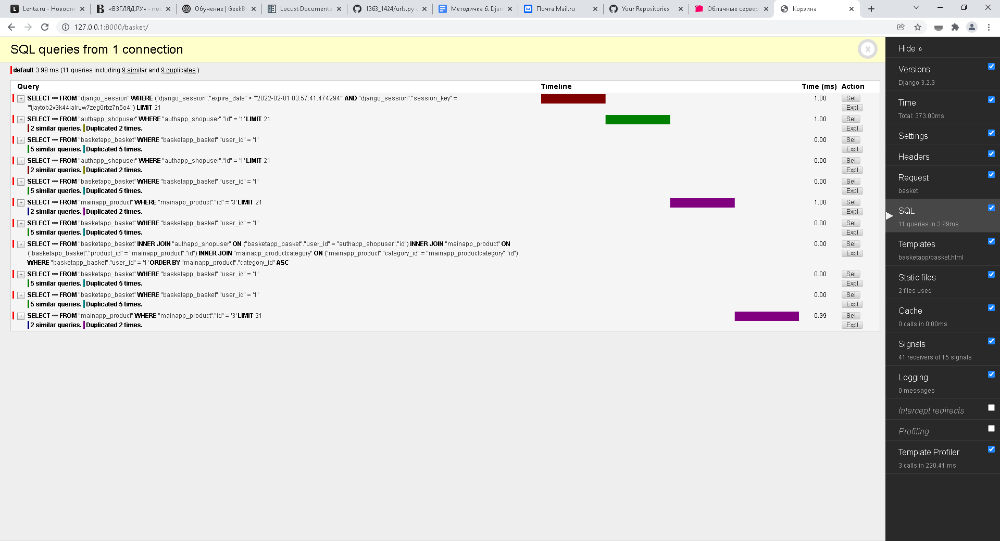 Lenta.ru - Новости
«ВЗГЛЯД.РУ» - пос
Обучение | GeekB
Locust Documenta
1363_1424/urls.py a
Методичка 6. Djan
Почта Mail.ru
Your Repositories
Облачные сервер
Корзина
127.0.0.1:8000/basket/
SQL queries from 1 connection
default 3.99 ms (11 queries including 9 similar and 9 duplicates )
Query Timeline Time (ms) Action
SELECT ••• FROM "django_session" WHERE ("django_session"."expire_date" > '"2022-02-01 03:57:41.474294"' AND "django_session"."session_key" = 1.00 Sel
'"ijaytob2v9k44ialruw7zeg0rbz7n5o4"') LIMIT 21 Expl
SELECT ••• FROM "authapp_shopuser" WHERE "authapp_shopuser"."id" = '1' LIMIT 21 1.00 Sel
2 similar queries. Duplicated 2 times. Expl
SELECT ••• FROM "basketapp_basket" WHERE "basketapp_basket"."user_id" = '1' 0.00 Sel
5 similar queries. Duplicated 5 times. Expl
SELECT ••• FROM "authapp_shopuser" WHERE "authapp_shopuser"."id" = '1' LIMIT 21 0.00 Sel
2 similar queries. Duplicated 2 times. Expl
SELECT ••• FROM "basketapp_basket" WHERE "basketapp_basket"."user_id" = '1' 0.00 Sel
5 similar queries. Duplicated 5 times. Expl
SELECT ••• FROM "mainapp_product" WHERE "mainapp_product"."id" = '3' LIMIT 21 1.00 Sel
2 similar queries. Duplicated 2 times. Expl
SELECT ••• FROM "basketapp_basket" WHERE "basketapp_basket"."user_id" = '1' 0.00 Sel
5 similar queries. Duplicated 5 times. Expl
SELECT ••• FROM "basketapp_basket" INNER JOIN "authapp_shopuser" ON ("basketapp_basket"."user_id" = "authapp_shopuser"."id") INNER JOIN "mainapp_product" ON 0.00 Sel
("basketapp_basket"."product_id" = "mainapp_product"."id") INNER JOIN "mainapp_productcategory" ON ("mainapp_product"."category_id" = "mainapp_productcategory"."id") Expl
WHERE "basketapp_basket"."user_id" = '1' ORDER BY "mainapp_product"."category_id" ASC
SELECT ••• FROM "basketapp_basket" WHERE "basketapp_basket"."user_id" = '1' 0.00 Sel
5 similar queries. Duplicated 5 times. Expl
SELECT ••• FROM "basketapp_basket" WHERE "basketapp_basket"."user_id" = '1' 0.00 Sel
5 similar queries. Duplicated 5 times. Expl
SELECT ••• FROM "mainapp_product" WHERE "mainapp_product"."id" = '3' LIMIT 21 0.99 Sel
2 similar queries. Duplicated 2 times. Expl
Hide »
Versions
Django 3.2.9
Time
Total: 373.00ms
Settings
Headers
Request
basket
SQL
11 queries in 3.99ms
Templates
basketapp/basket.html
Static files
2 files used
Cache
0 calls in 0.00ms
Signals
41 receivers of 15 signals
Logging
0 messages
Intercept redirects
Profiling
Template Profiler
3 calls in 220.41 ms